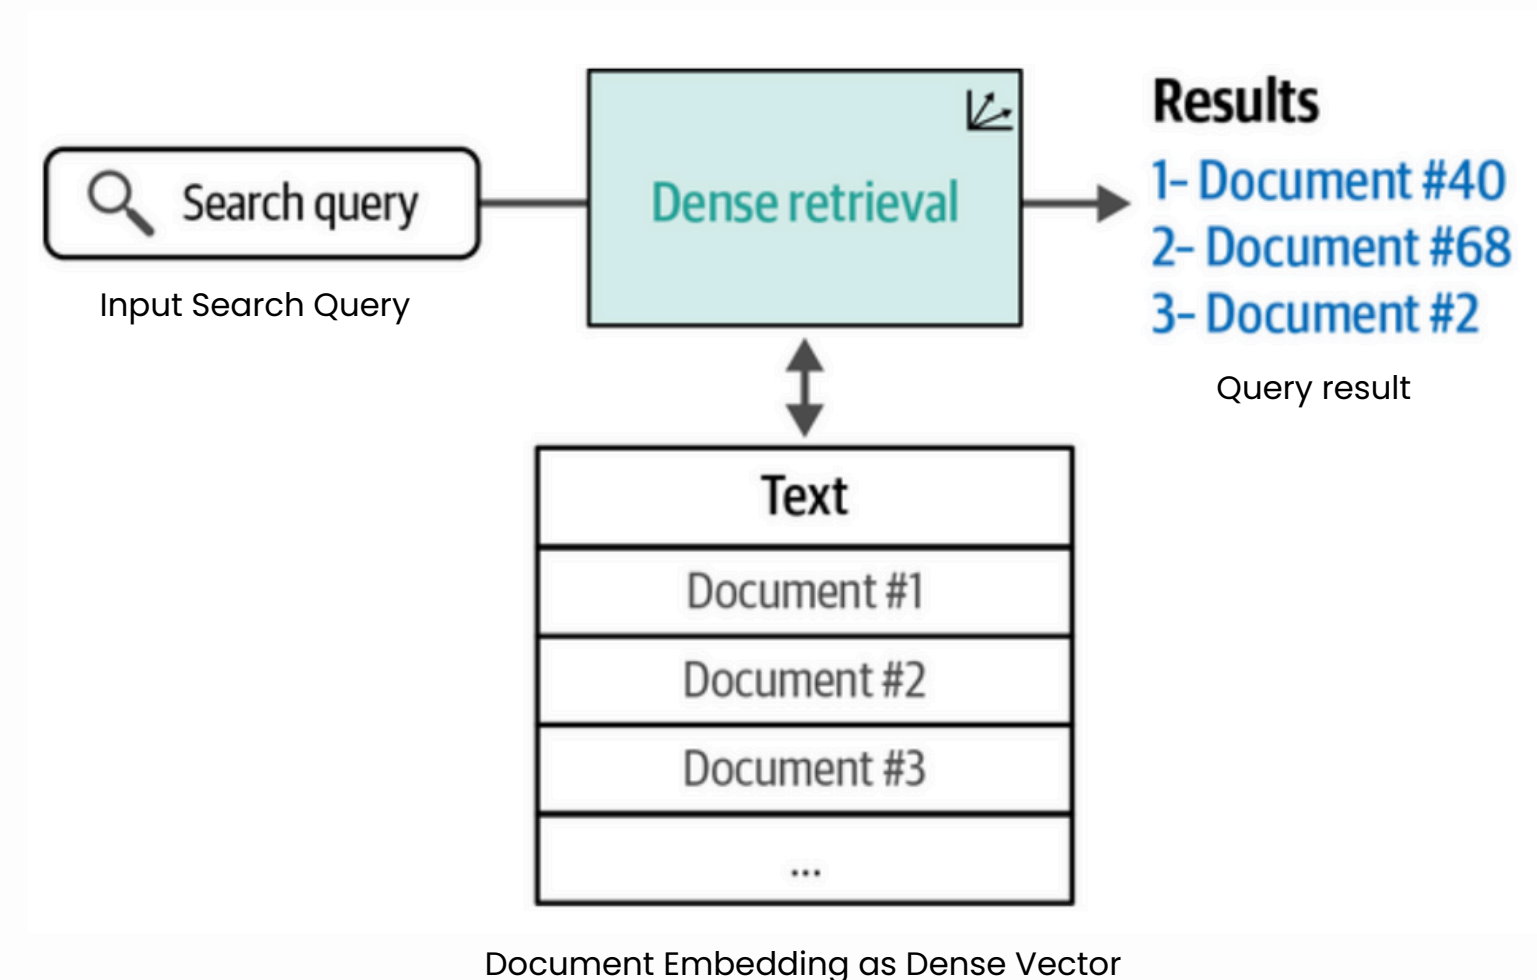 Search query
Input Search Query
Dense retrieval
Results
1– Document #40
2– Document #68
3– Document #2
Query result
Text
Document #1
Document #2
Document #3
...
Document Embedding as Dense Vector